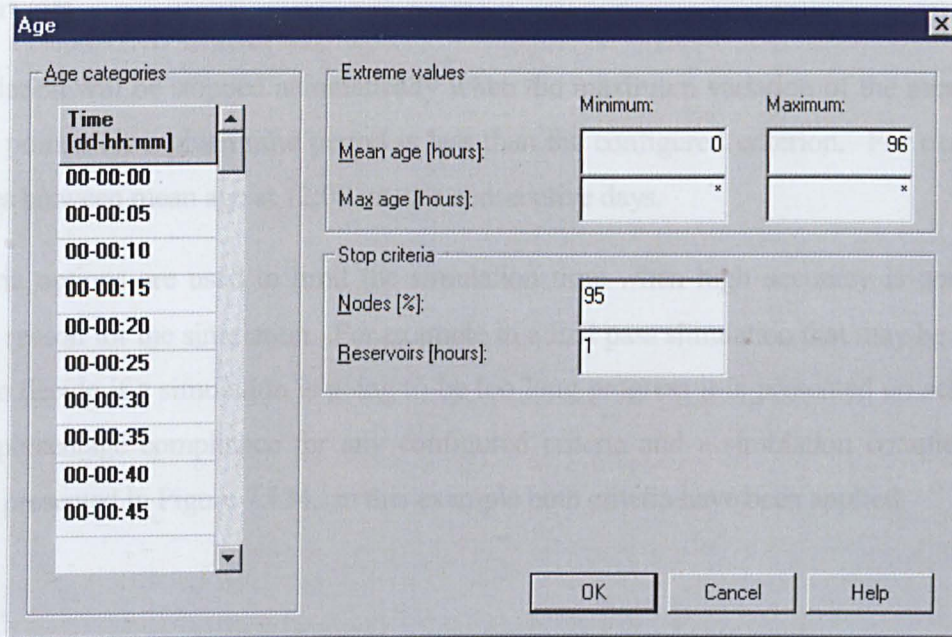 Age
Age categories
Time
[dd-hh:mm]
00-00:00
00-00:05
00-00:10
00-00:15
00-00:20
00-00:25
00-00:30
00-00:35
00-00:40
00-00:45
Extreme values
Minimum: Maximum:
Mean age [hours]: 0 96
Max age [hours]: * *
Stop criteria
Nodes [%]: 95
Reservoirs [hours]: 1
OK Cancel Help